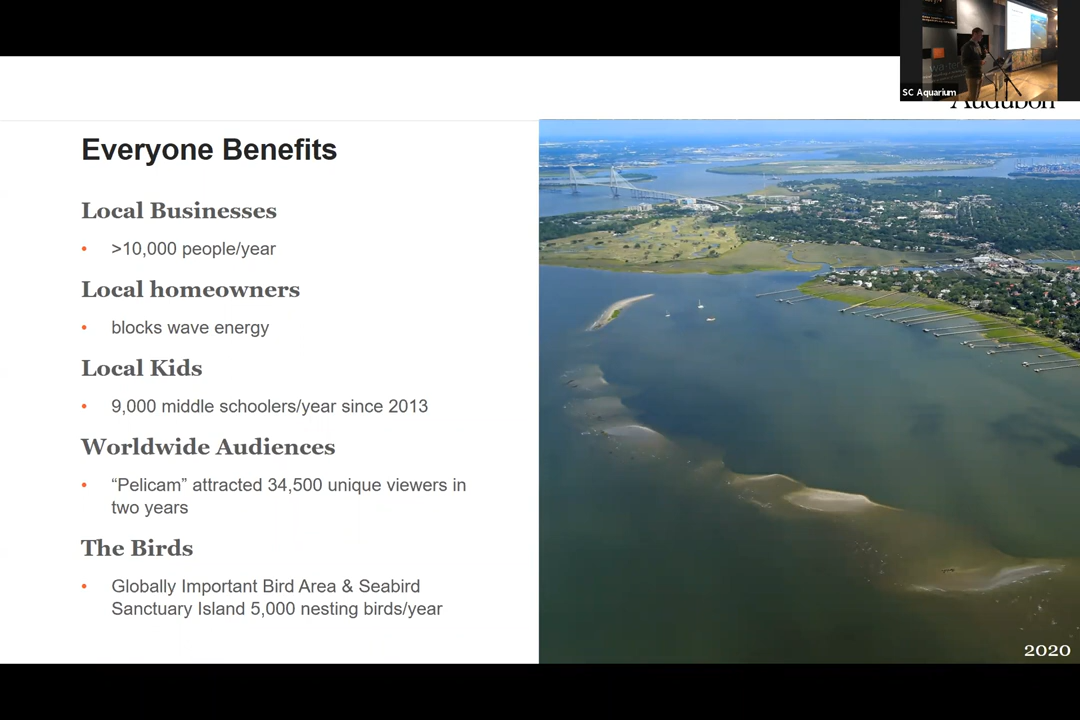 SC Aquarium
Audubon
Everyone Benefits
Local Businesses
• >10,000 people/year
Local homeowners
• blocks wave energy
Local Kids
• 9,000 middle schoolers/year since 2013
Worldwide Audiences
• “Pelicam” attracted 34,500 unique viewers in
two years
The Birds
• Globally Important Bird Area & Seabird
Sanctuary Island 5,000 nesting birds/year
2020